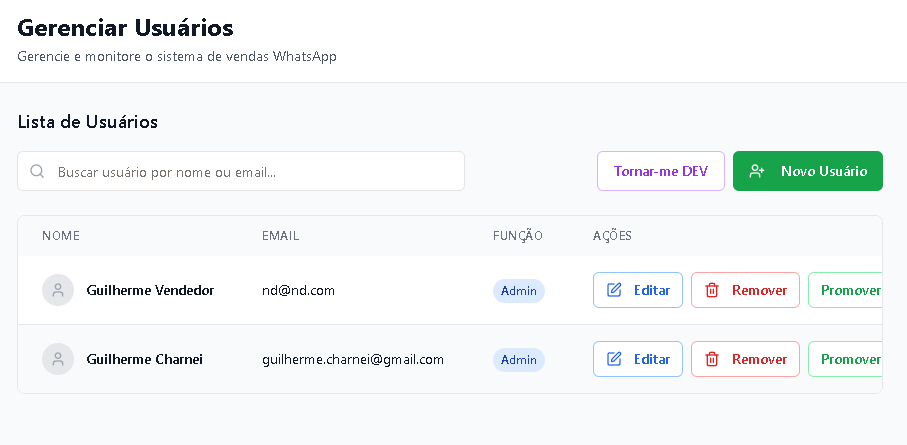 Gerenciar Usuários
Gerencie e monitore o sistema de vendas WhatsApp
Lista de Usuários
Buscar usuário por nome ou email...
Tornar-me DEV
Novo Usuário
NOME EMAIL FUNÇÃO AÇÕES
Guilherme Vendedor nd@nd.com Admin Editar Remover Promover
Guilherme Charnei guilherme.charnei@gmail.com Admin Editar Remover Promover